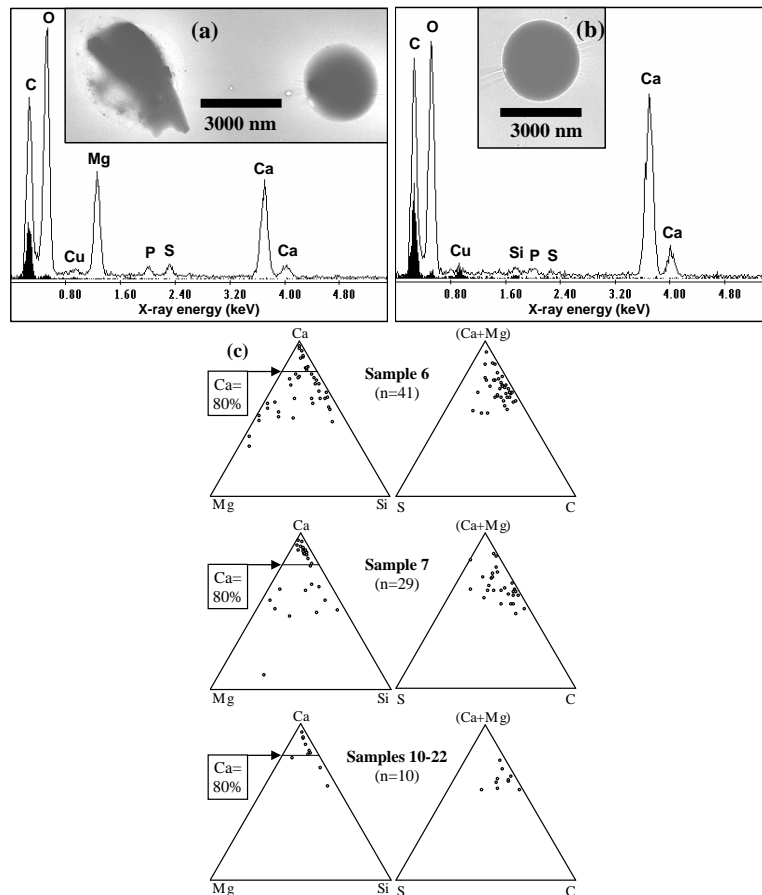 (a)
O
C
Mg
3000 nm
Ca
Cu
P
S
Ca
0.80 1.60 2.40 3.20 4.00 4.80
X-ray energy (keV)
(b)
C
O
3000 nm
Ca
Cu
Si
P
S
Ca
0.80 1.60 2.40 3.20 4.00 4.80
X-ray energy (keV)
(c)
Ca
Ca=
80%
Mg
Si
Sample 6
(n=41)
(Ca+Mg)
S
C
Ca
Ca=
80%
Mg
Si
Sample 7
(n=29)
(Ca+Mg)
S
C
Ca
Ca=
80%
Mg
Si
Samples 10-22
(n=10)
(Ca+Mg)
S
C